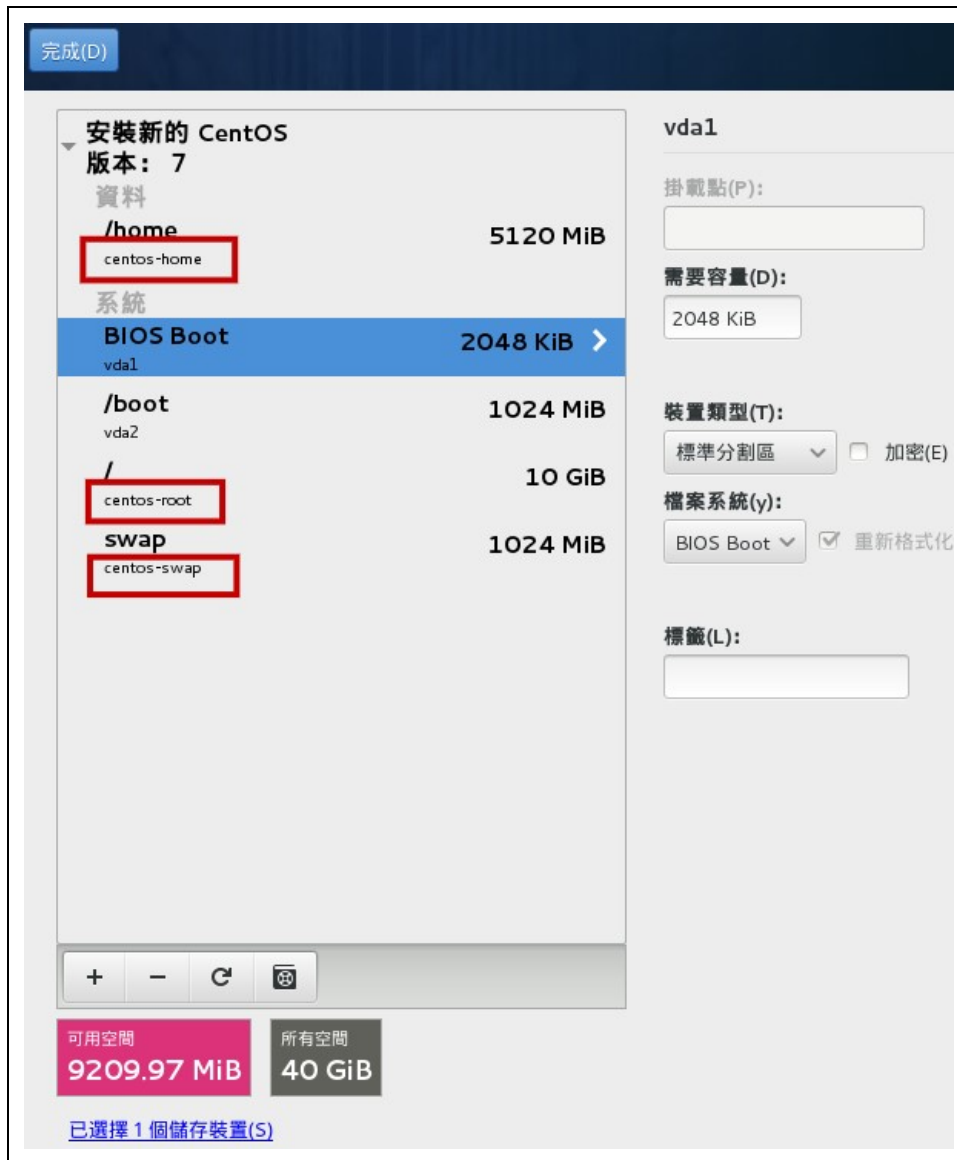 完成(D)
安裝新的 CentOS
版本: 7
資料
/home
5120 MiB
centos-home
系統
BIOS Boot
2048 KiB
vda1
/boot
1024 MiB
vda2
/
10 GiB
centos-root
swap
1024 MiB
centos-swap
+ −
可用空間
9209.97 MiB
所有空間
40 GiB
已選擇 1 個儲存裝置(S)
vda1
掛載點(P):
需要容量(D):
2048 KiB
裝置類型(T):
標準分割區
加密(E)
檔案系統(y):
BIOS Boot
重新格式化
標籤(L):